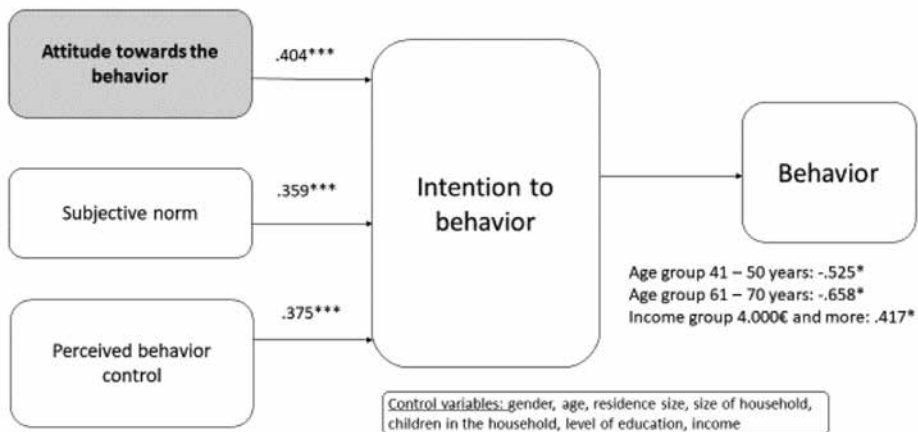 Attitude towards the
behavior
.404***
Subjective norm
.359***
Perceived behavior
control
.375***
Intention to
behavior
Behavior
Age group 41 – 50 years: -.525*
Age group 61 – 70 years: -.658*
Income group 4.000€ and more: .417*
Control variables: gender, age, residence size, size of household,
children in the household, level of education, income